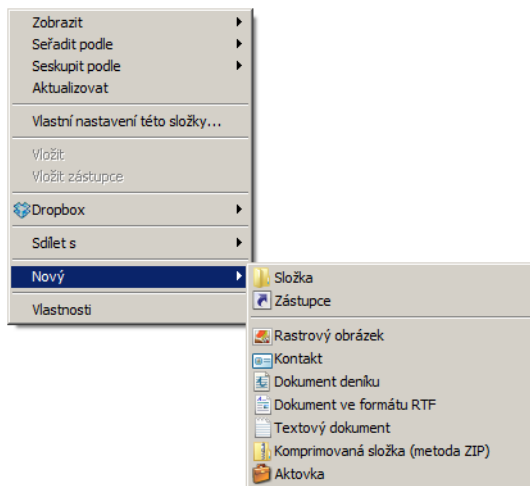 Zobrazit
Seřadit podle
Seskupit podle
Aktualizovat
Vlastní nastavení této složky...
Vložit
Vložit zástupce
Dropbox
Sdílet s
Nový
Vlastnosti
Složka
Zástupce
Rastrový obrázek
Kontakt
Dokument deníku
Dokument ve formátu RTF
Textový dokument
Komprimovaná složka (metoda ZIP)
Aktovka